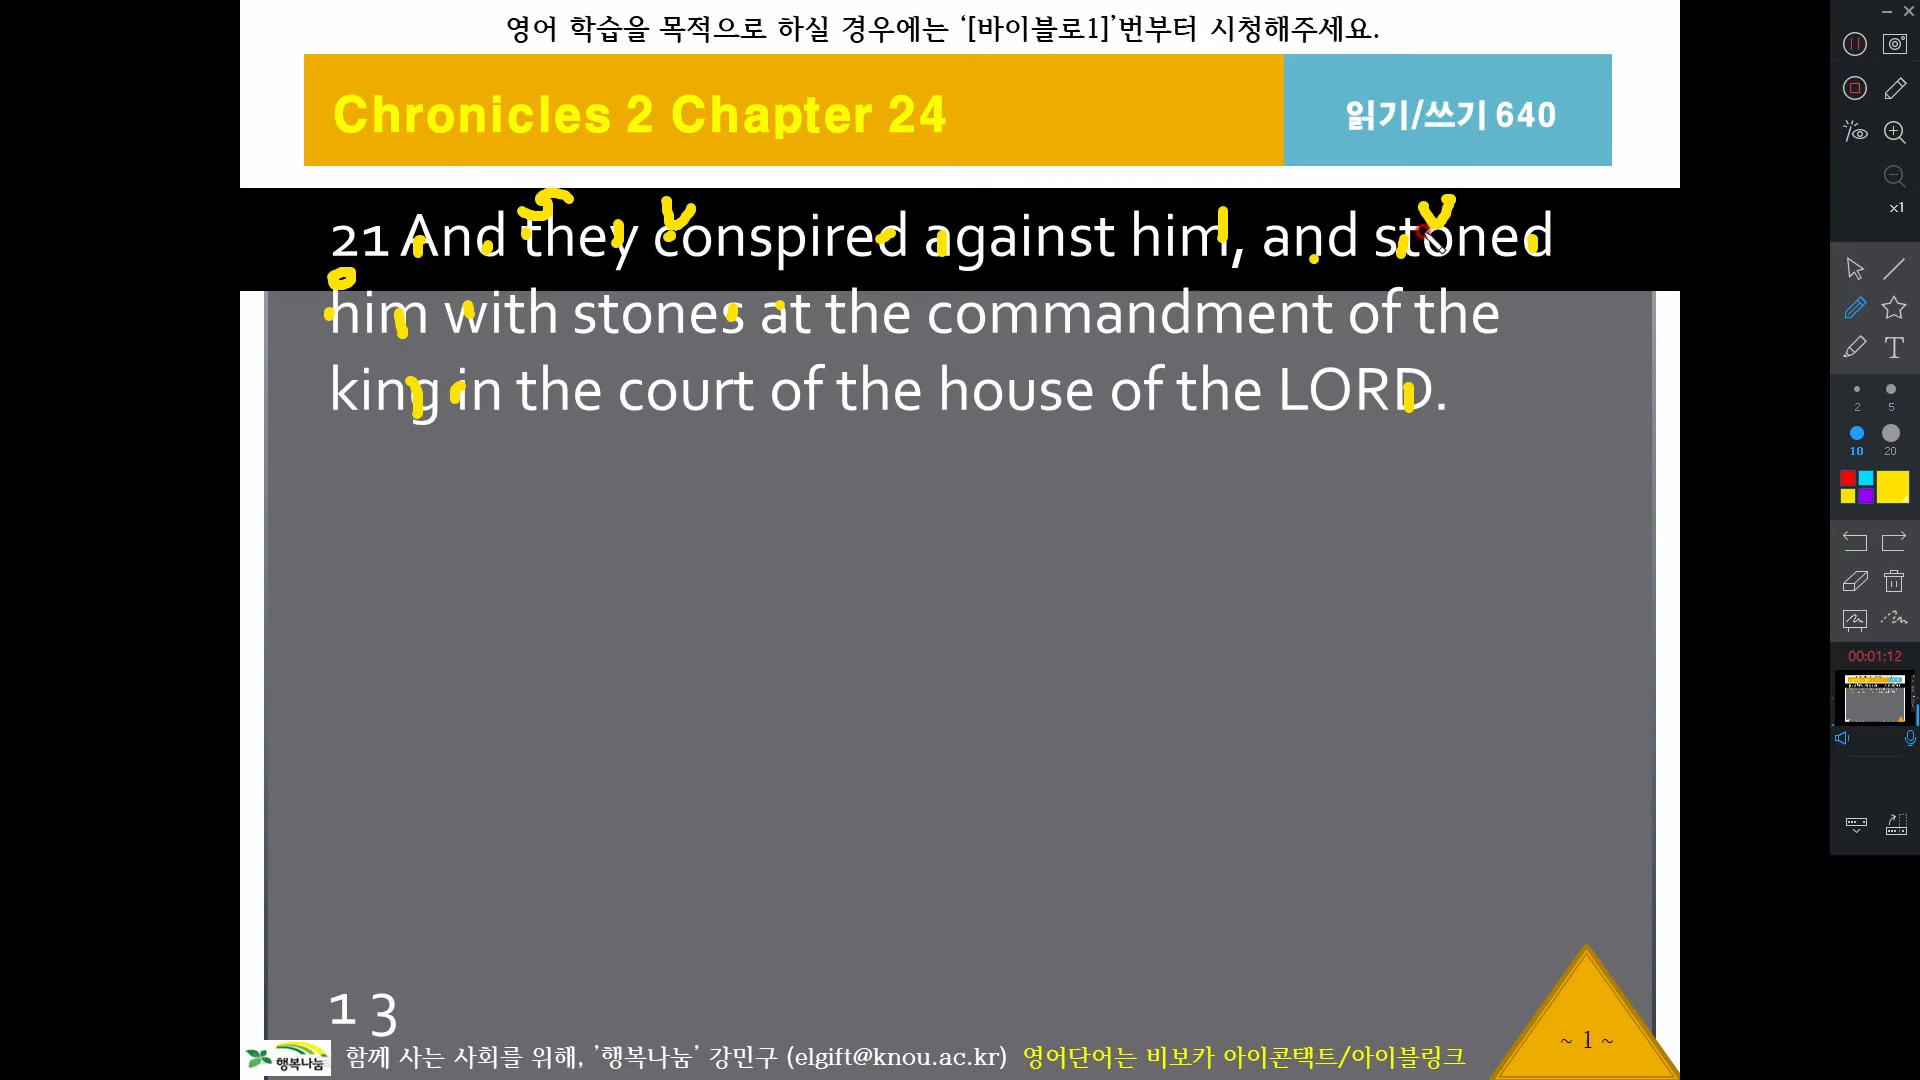 영어 학습을 목적으로 하실 경우에는 ‘[바이블로1]’번부터 시청해주세요.
Chronicles 2 Chapter 24
읽기/쓰기 640
21 And they conspired against him, and stoned
him with stones at the commandment of the
king in the court of the house of the LORD.
S V V
o
1 3
행복나눔
함께 사는 사회를 위해, ’행복나눔’ 강민구 (elgift@knou.ac.kr) 영어단어는 비보카 아이콘택트/아이블링크
~ 1 ~
x1
T
2 5
10 20
00:01:12